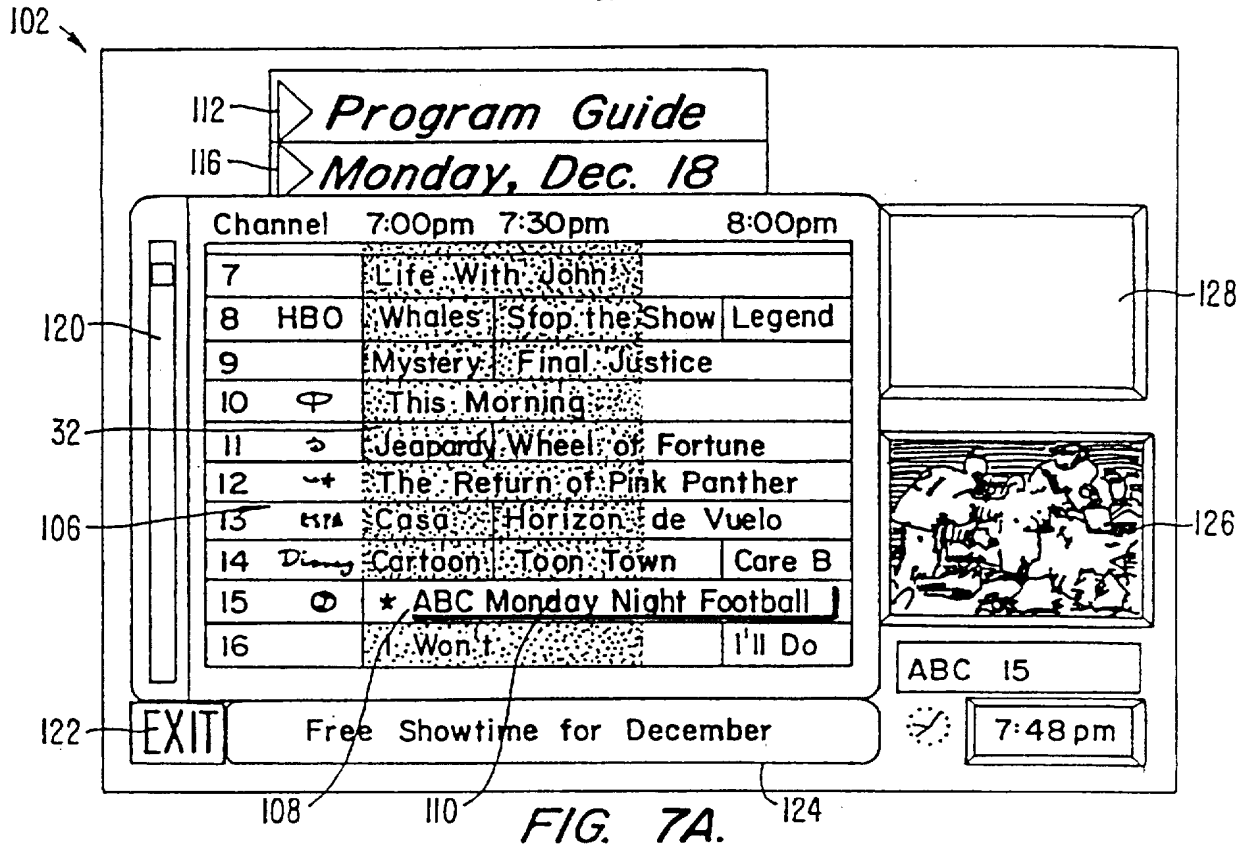 102
112 Program Guide
116 Monday, Dec. 18
Channel 7:00pm 7:30pm 8:00pm
7 Life With John
128
120 8 HBO Whales Stop the Show Legend
9 Mystery Final Justice
10 This Morning
32 11 Jeapardy Wheel of Fortune
12 The Return of Pink Panther
106 13 ESPA Casa Horizon de Vuelo 126
14 Disney Cartoon Toon Town Care B
15 * ABC Monday Night Football
16 I Won't I'll Do
ABC 15
122 EXIT Free Showtime for December 7:48 pm
108 110 124
FIG. 7A.